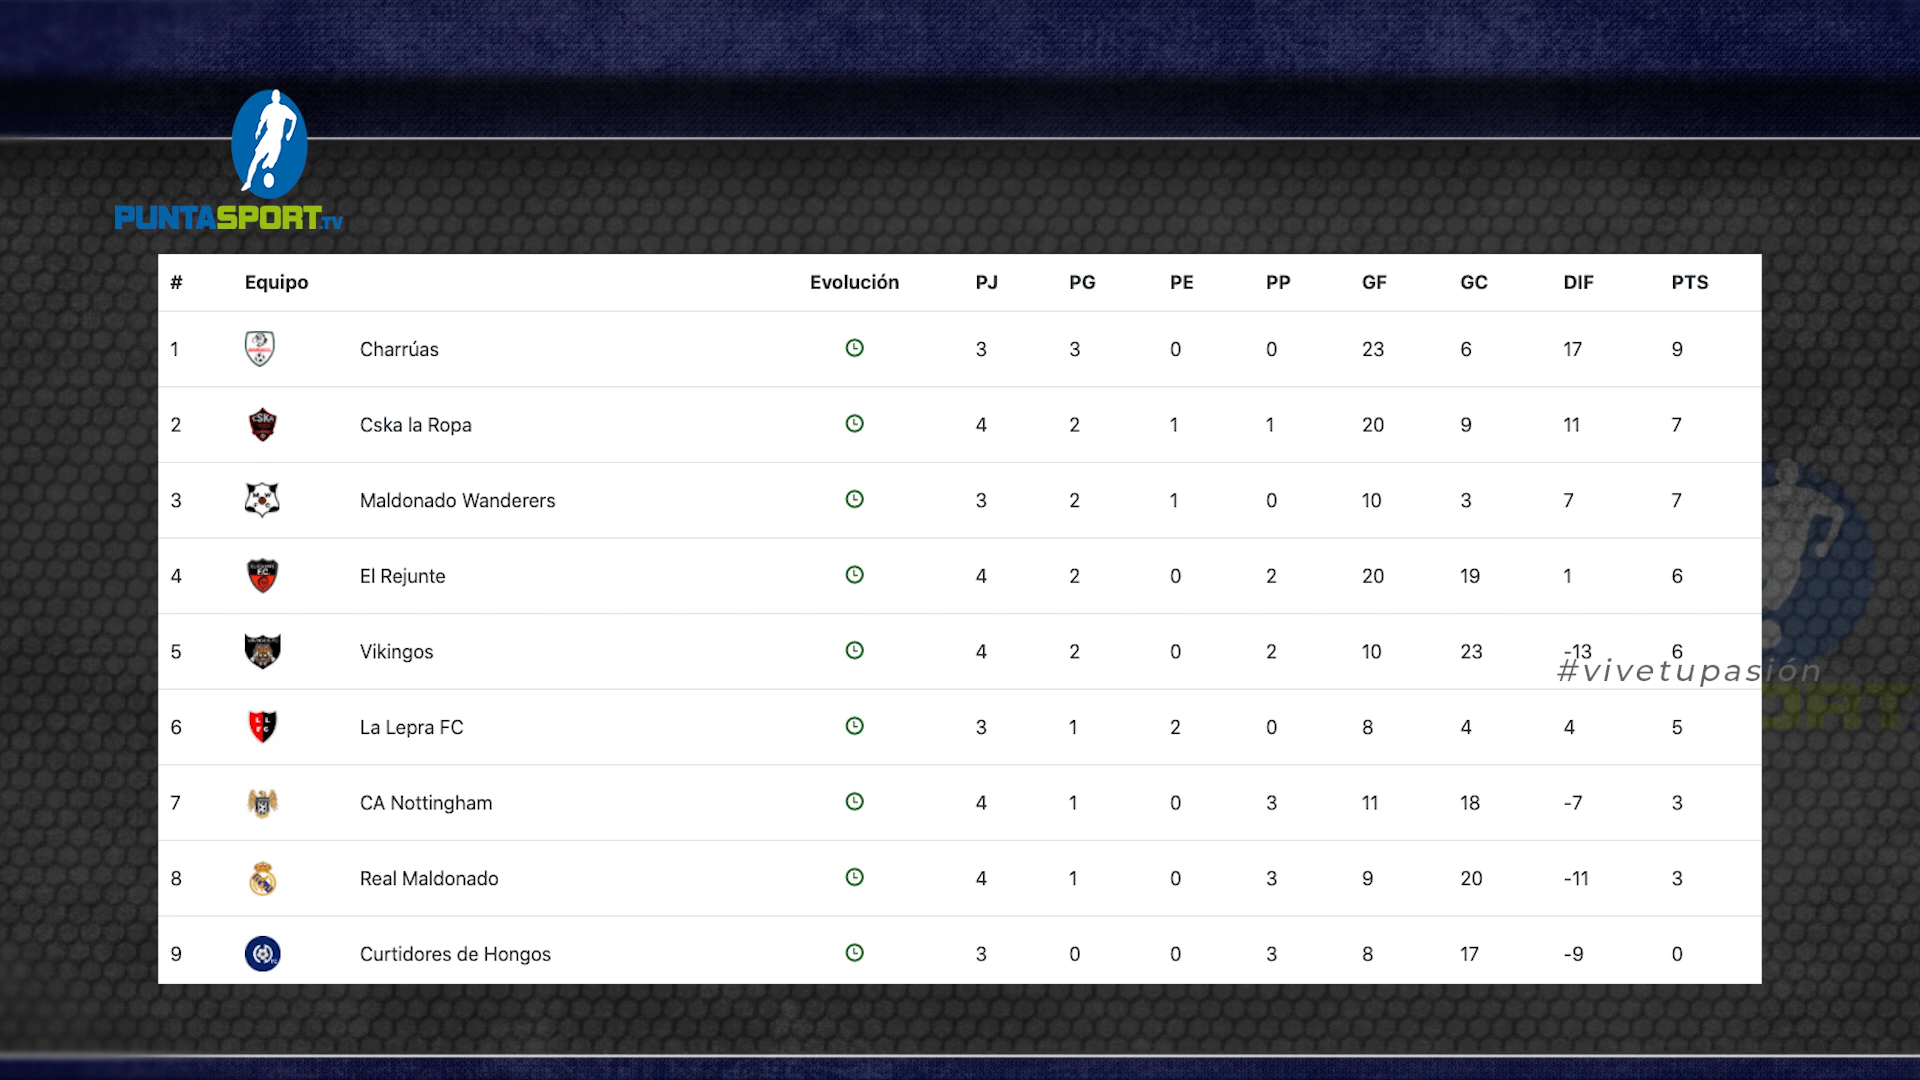 PUNTASPORT.TV
# Equipo Evolución PJ PG PE PP GF GC DIF PTS
1 Charrúas 3 3 0 0 23 6 17 9
2 Cska la Ropa 4 2 1 1 20 9 11 7
3 Maldonado Wanderers 3 2 1 0 10 3 7 7
4 El Rejunte 4 2 0 2 20 19 1 6
5 Vikingos 4 2 0 2 10 23 -13 6
#vivetupasión
6 La Lepra FC 3 1 2 0 8 4 4 5
7 CA Nottingham 4 1 0 3 11 18 -7 3
8 Real Maldonado 4 1 0 3 9 20 -11 3
9 Curtidores de Hongos 3 0 0 3 8 17 -9 0